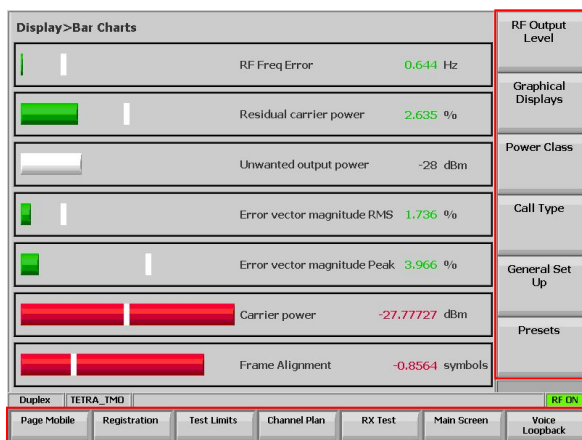 Display>Bar Charts
RF Freq Error 0.644 Hz
Residual carrier power 2.635 %
Unwanted output power -28 dBm
Error vector magnitude RMS 1.736 %
Error vector magnitude Peak 3.966 %
Carrier power -27.77727 dBm
Frame Alignment -0.8564 symbols
RF Output
Level
Graphical
Displays
Power Class
Call Type
General Set
Up
Presets
Duplex TETRA_TMO RF ON
Page Mobile Registration Test Limits Channel Plan RX Test Main Screen Voice
Loopback